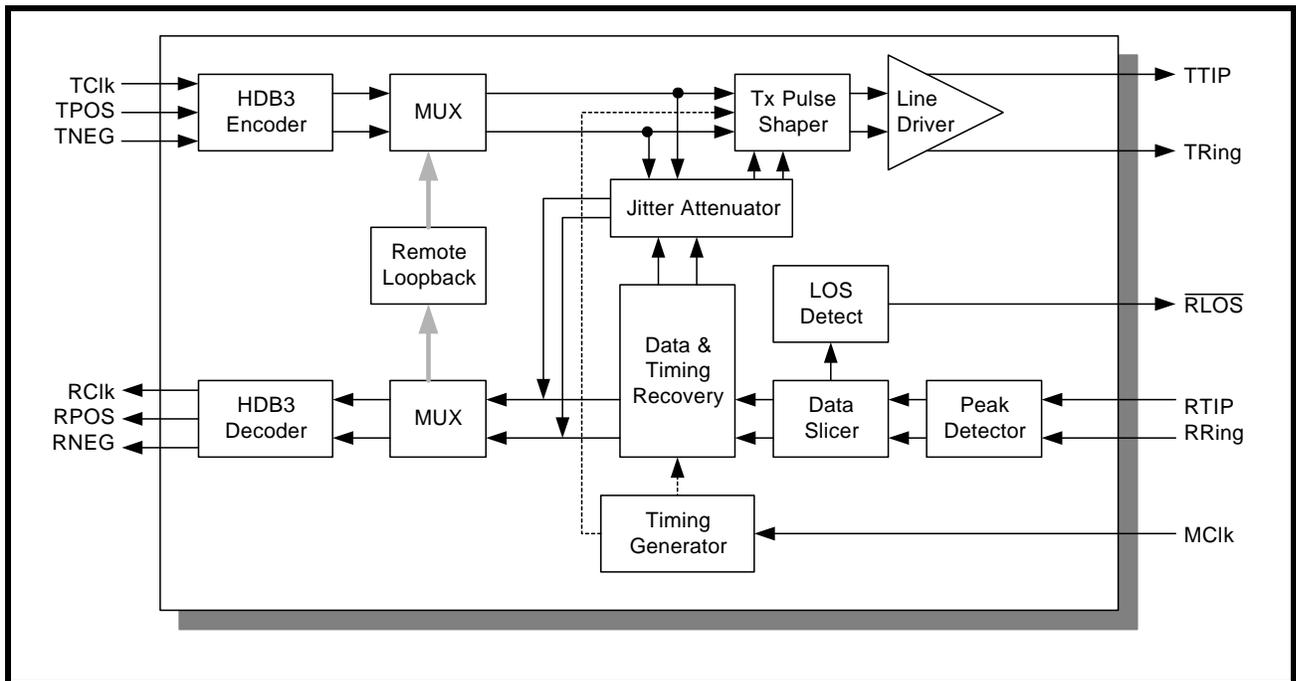 TClk
TPOS
TNEG
HDB3
Encoder
MUX
Tx Pulse
Shaper
Line
Driver
TTIP
TRing
Jitter Attenuator
Remote
Loopback
LOS
Detect
RLOS
Data &
Timing
Recovery
RClk
RPOS
RNEG
HDB3
Decoder
MUX
Data
Slicer
Peak
Detector
RTIP
RRing
Timing
Generator
MClk